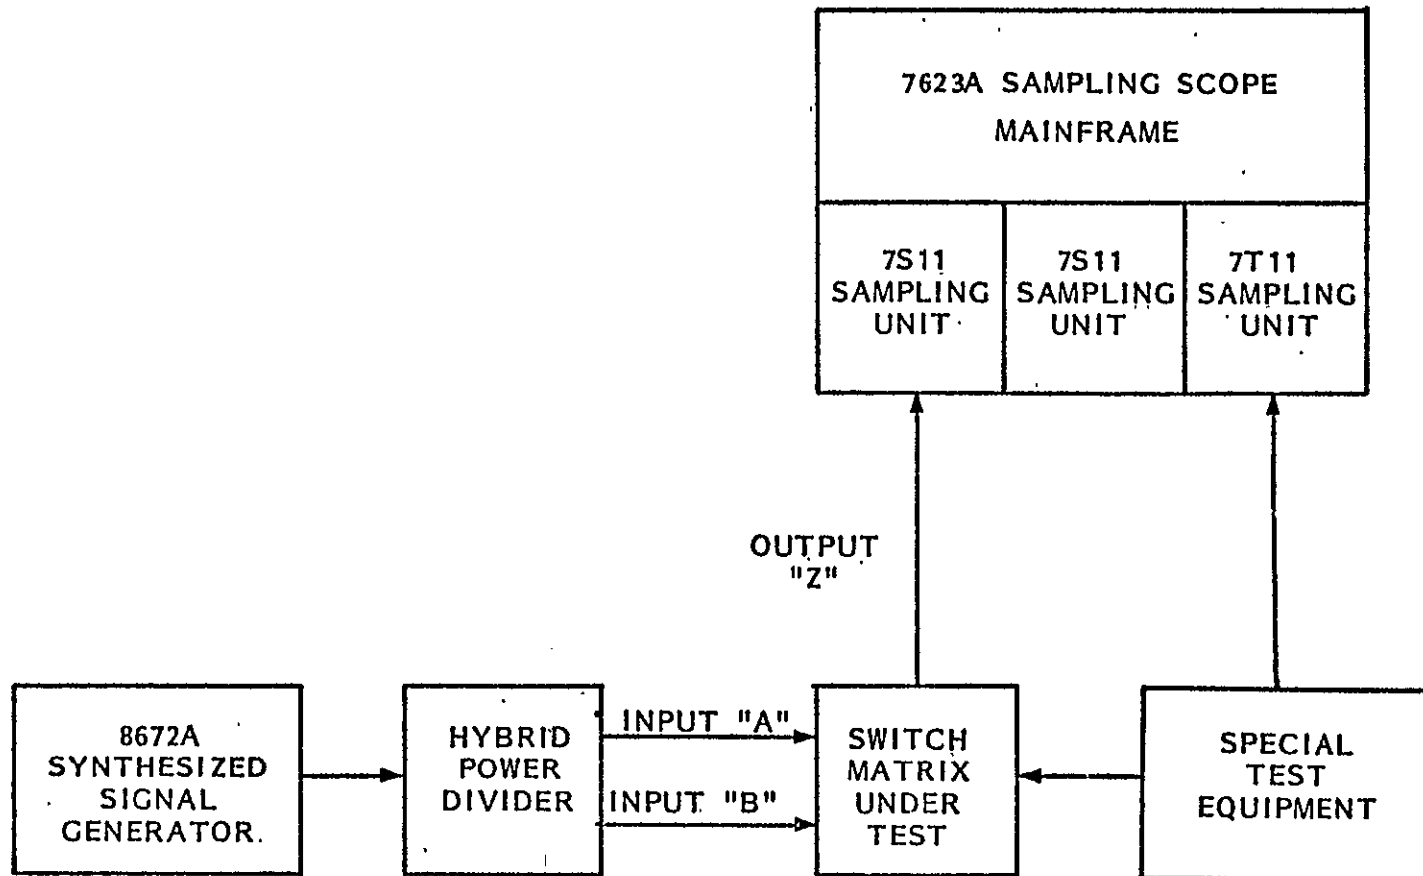 7623A SAMPLING SCOPE
MAINFRAME
7S11
SAMPLING
UNIT
7S11
SAMPLING
UNIT
7T11
SAMPLING
UNIT
OUTPUT
"Z"
8672A
SYNTHESIZED
SIGNAL
GENERATOR.
HYBRID
POWER
DIVIDER
INPUT "A"
INPUT "B"
SWITCH
MATRIX
UNDER
TEST
SPECIAL
TEST
EQUIPMENT